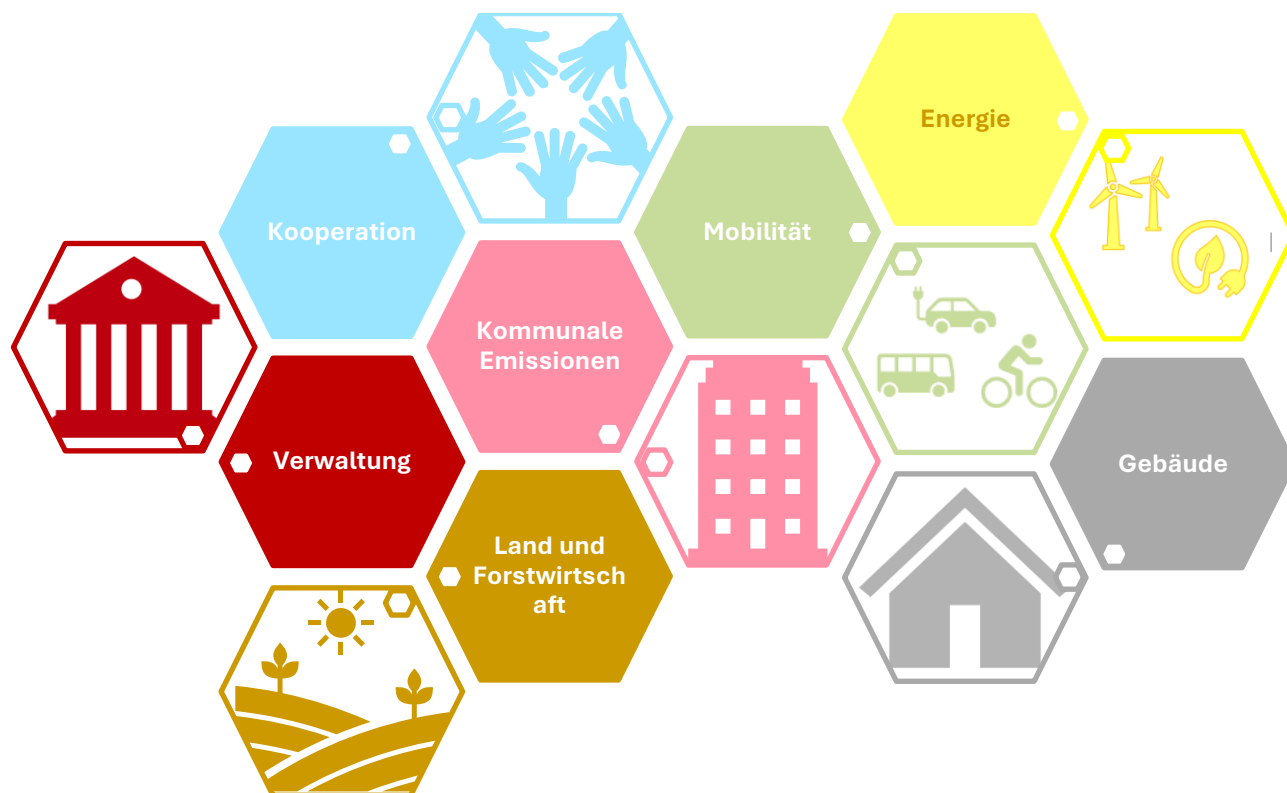 Energie
Kooperation
Mobilität
Kommunale
Emissionen
Verwaltung
Gebäude
Land und
Forstwirtsch
aft